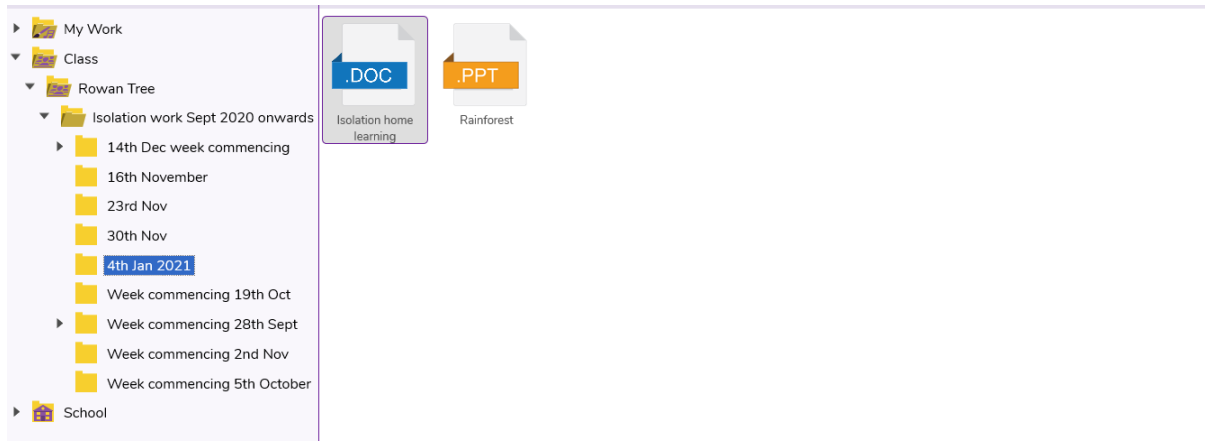 My Work
Class
Rowan Tree
Isolation work Sept 2020 onwards
14th Dec week commencing
16th November
23rd Nov
30th Nov
4th Jan 2021
Week commencing 19th Oct
Week commencing 28th Sept
Week commencing 2nd Nov
Week commencing 5th October
School
.DOC
Isolation home
learning
.PPT
Rainforest